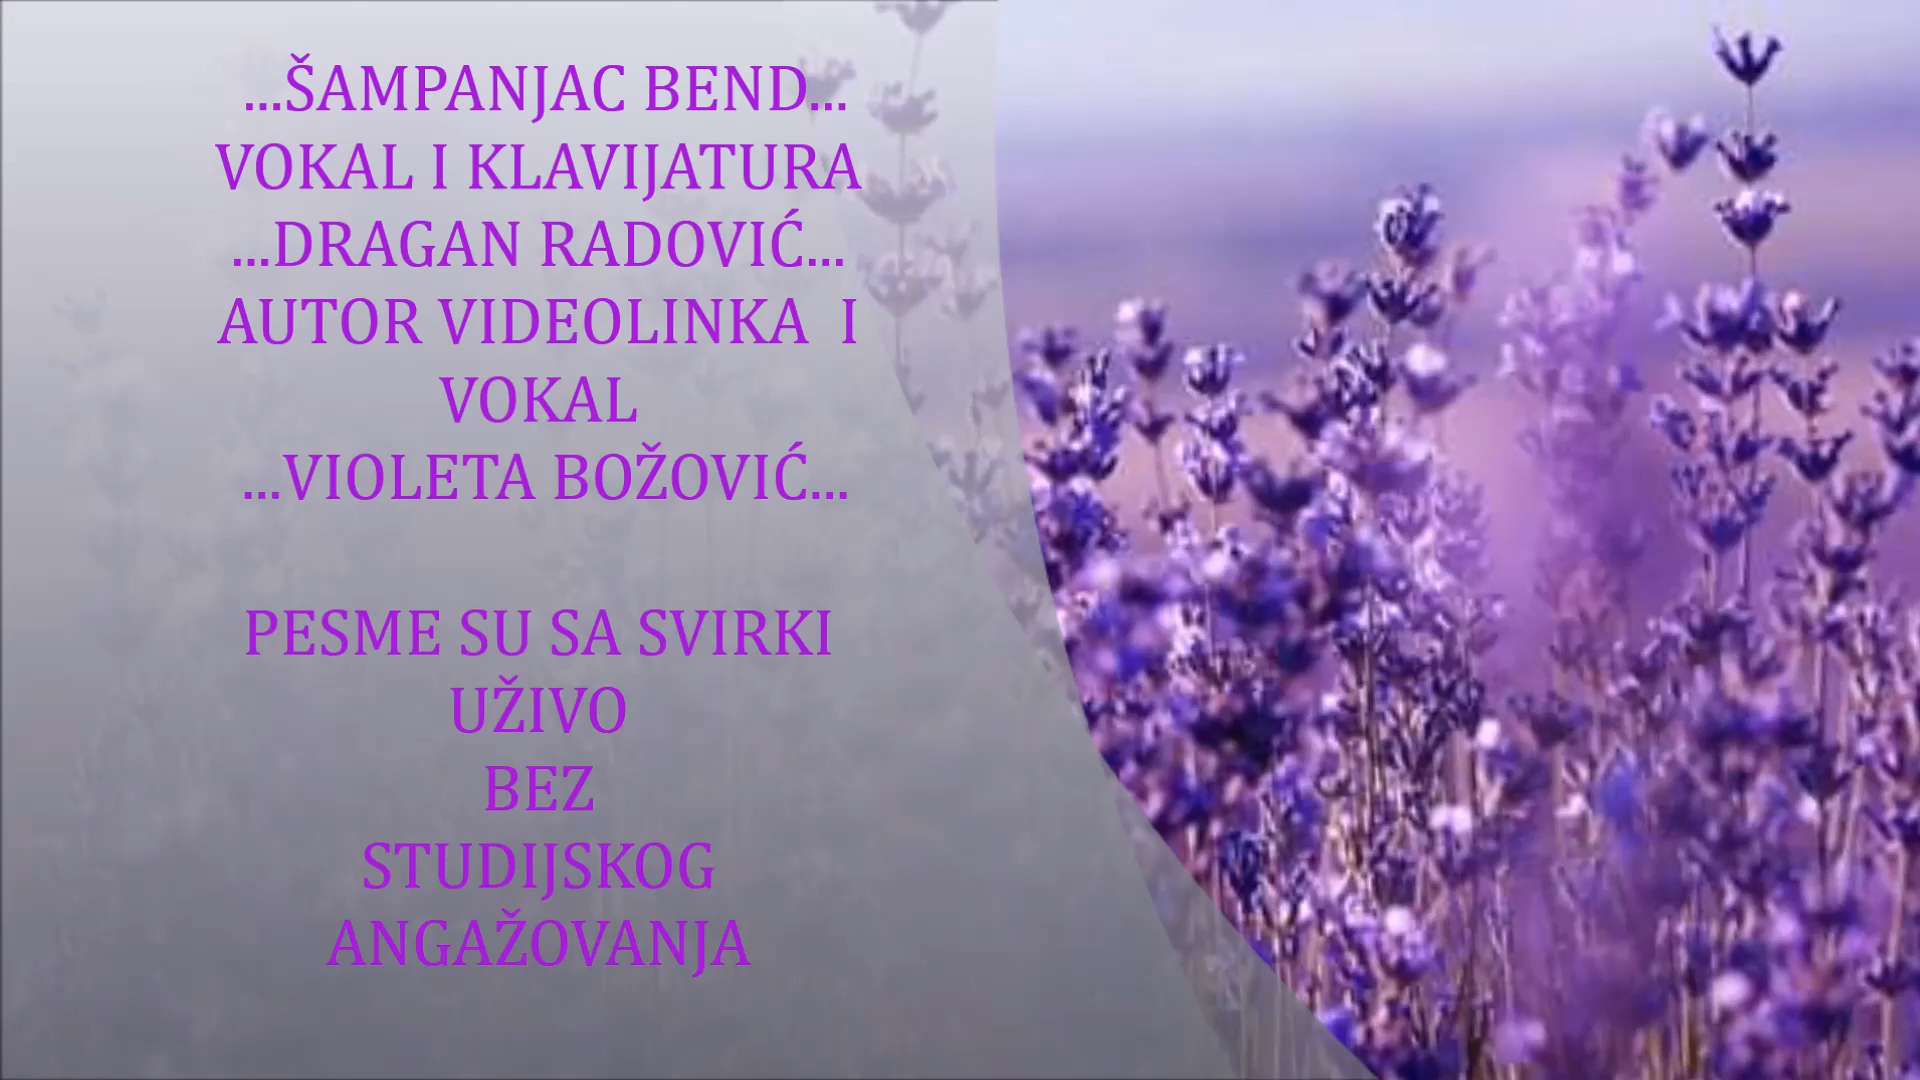 ...ŠAMPANJAC BEND...
VOKAL I KLAVIJATURA
...DRAGAN RADOVIĆ...
AUTOR VIDEOLINKA  I
VOKAL
...VIOLETA BOŽOVIĆ...
PESME SU SA SVIRKI
UŽIVO
BEZ
STUDIJSKOG
ANGAŽOVANJA